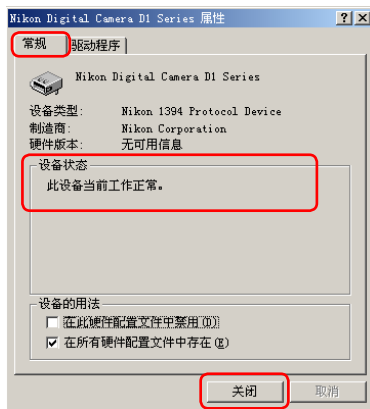 Nikon Digital Camera D1 Series 属性
常规 驱动程序
Nikon Digital Camera D1 Series
设备类型: Nikon 1394 Protocol Device
制造商: Nikon Corporation
硬件版本: 无可用信息
设备状态
此设备当前工作正常。
设备的用法
在此硬件配置文件中禁用(D)
在所有硬件配置文件中存在(E)
关闭 取消